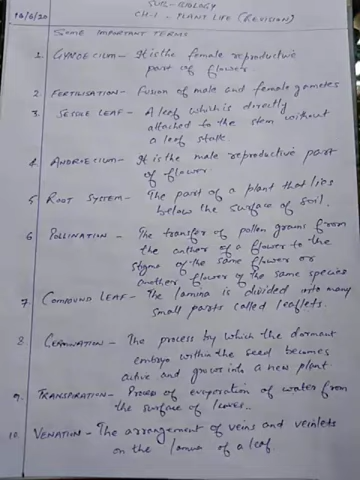 SUB- BIOLOGY
16/6/20 CH-1 - PLANT LIFE (REVISION)
SOME IMPORTANT TERMS
1. GYNOECIUM- It is the female reproductive
part of flower
2 FERTILISATION- Fusion of male and female gametes
3. SESSILE LEAF- A leaf which is directly
attached to the stem without
a leaf stalk.
4 ANDRIECIUM- It is the male reproductive part
of flower.
5 ROOT SYSTEM- The part of a plant that lies
below the surface of soil.
6 POLLINATION- The transfer of pollen grains from
the anther of a flower to the
stigma of the same flower or
another flower of the same species
7. COMPOUND LEAF- The lamina is divided into many
small parts called leaflets.
8 GERMINATION- The process by which the dormant
embryo within the seed becomes
active and grows into a new plant
9. TRANSPIRATION- Process of evaporation of water from
the surface of leaves.
10. VENATION- The arrangement of veins and veinlets
on the lamina of a leaf.